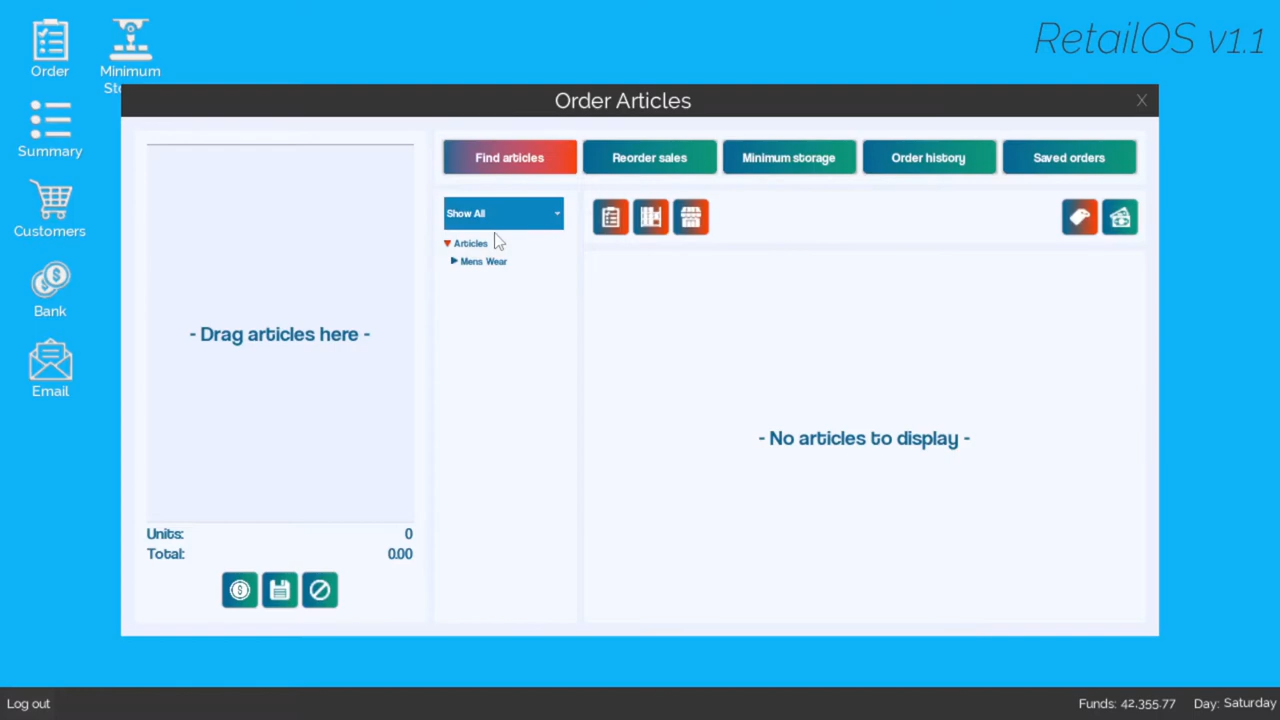 RetailOS v1.1
Order
Minimum
Summary
Customers
Bank
Email
Order Articles
X
- Drag articles here -
Units: 0
Total: 0.00
Find articles
Reorder sales
Minimum storage
Order history
Saved orders
Show All
Articles
Mens Wear
- No articles to display -
Log out
Funds: 42,355.77
Day: Saturday